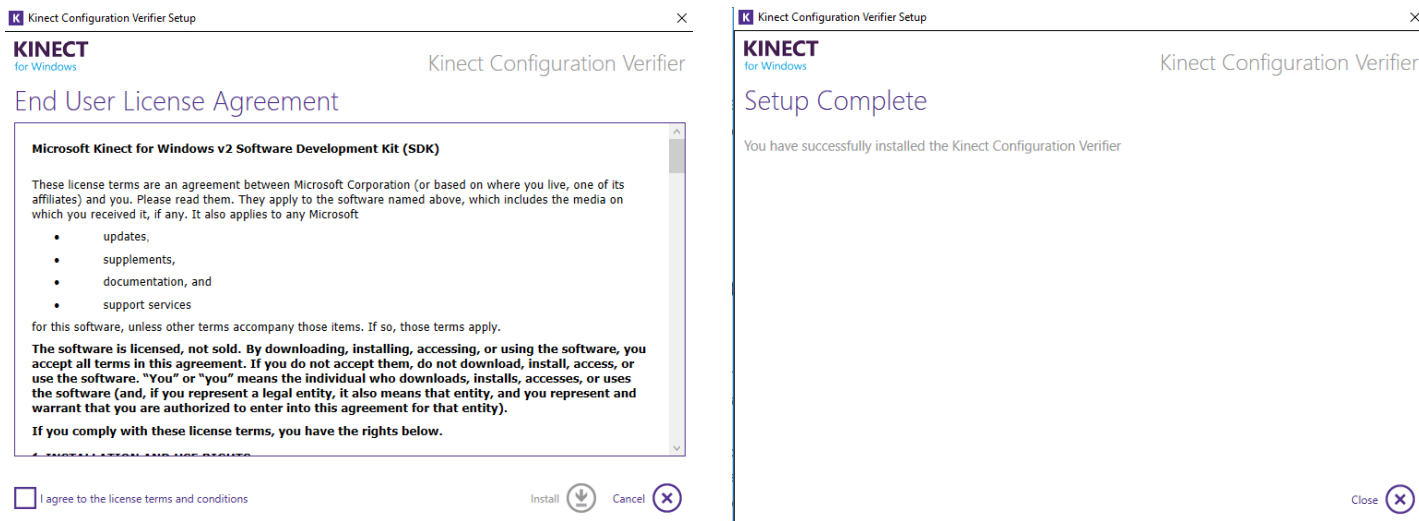 Kinect Configuration Verifier Setup
KINECT
for Windows
Kinect Configuration Verifier
End User License Agreement
Microsoft Kinect for Windows v2 Software Development Kit (SDK)
These license terms are an agreement between Microsoft Corporation (or based on where you live, one of its
affiliates) and you. Please read them. They apply to the software named above, which includes the media on
which you received it, if any. It also applies to any Microsoft
• updates,
• supplements,
• documentation, and
• support services
for this software, unless other terms accompany those items. If so, those terms apply.
The software is licensed, not sold. By downloading, installing, accessing, or using the software, you
accept all terms in this agreement. If you do not accept them, do not download, install, access, or
use the software. “You” or “you” means the individual who downloads, installs, accesses, or uses
the software (and, if you represent a legal entity, it also means that entity, and you represent and
warrant that you are authorized to enter into this agreement for that entity).
If you comply with these license terms, you have the rights below.
1. INSTALLATION AND USE RIGHTS
I agree to the license terms and conditions
Install
Cancel
Kinect Configuration Verifier Setup
KINECT
for Windows
Kinect Configuration Verifier
Setup Complete
You have successfully installed the Kinect Configuration Verifier
Close